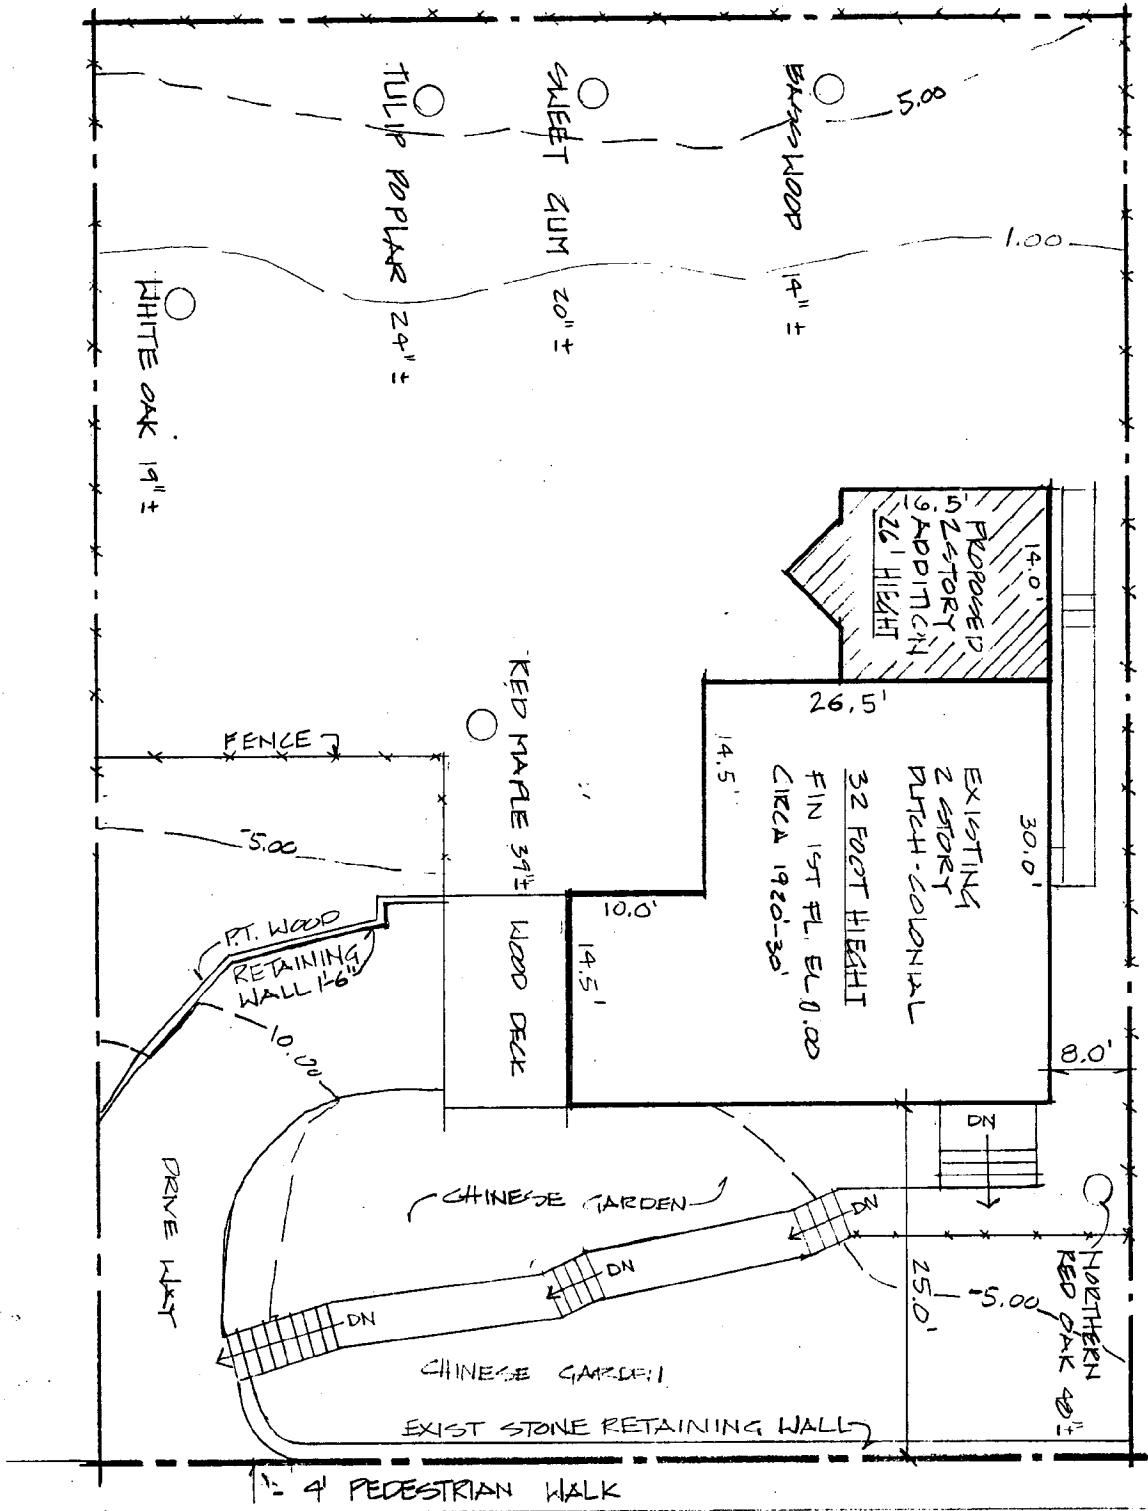 5.00
BASSWOOD 14" ±
SWEET GUM 20" ±
TULIP POPLAR 24" ±
1.00
WHITE OAK 19" ±
14.0'
PROPOSED
2 STORY
ADDITION
26' HIEGHT
26.5'
RED MAPLE 39" ±
FENCE
14.5'
30.0'
EXISTING
2 STORY
DUTCH-COLONIAL
32 FOOT HIEGHT
FIN 1ST FL. EL 0.00
CIRCA 1920-30'
-5.00
10.0'
P.T. WOOD
RETAINING
WALL 1'-6"
14.5'
WOOD DECK
10.00
8.0'
DN
DRIVE WAY
CHINESE GARDEN
DN
DN
DN
25.0'
-5.00
NORTHERN
RED OAK 40" ±
CHINESE GARDEN
EXIST STONE RETAINING WALL
4' PEDESTRIAN WALK